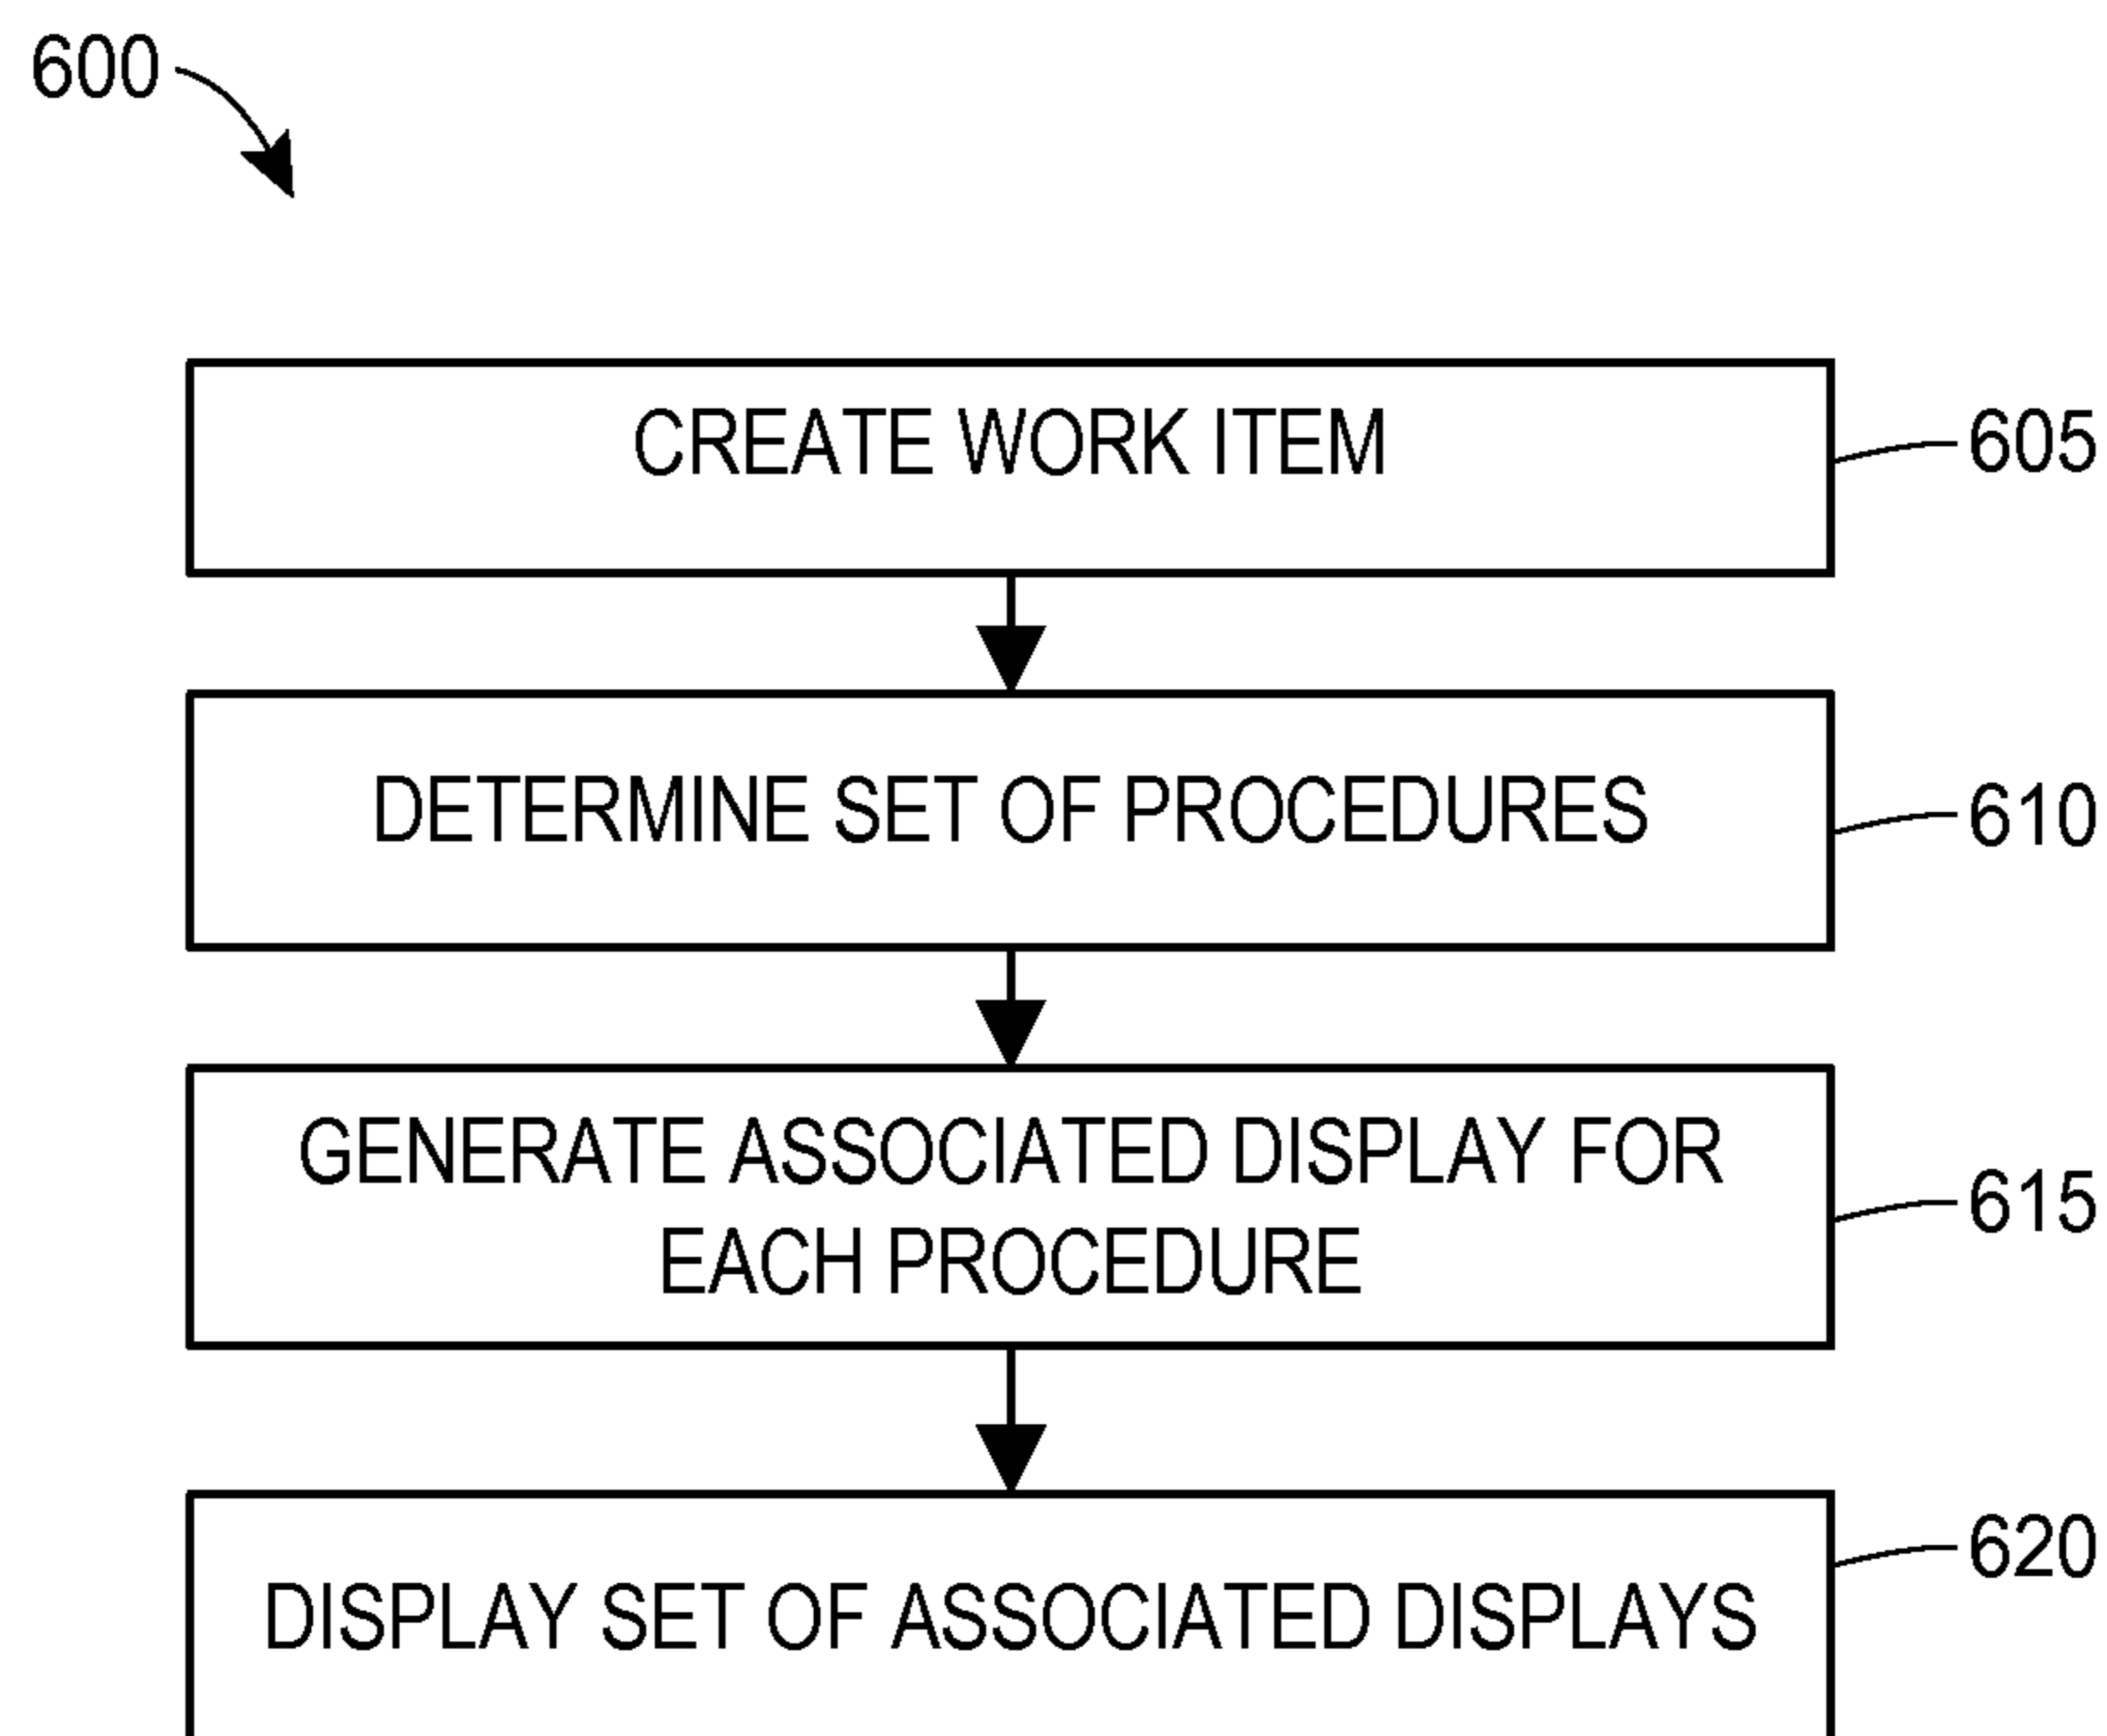 600
CREATE WORK ITEM
605
DETERMINE SET OF PROCEDURES
610
GENERATE ASSOCIATED DISPLAY FOR
EACH PROCEDURE
615
620
DISPLAY SET OF ASSOCIATED DISPLAYS